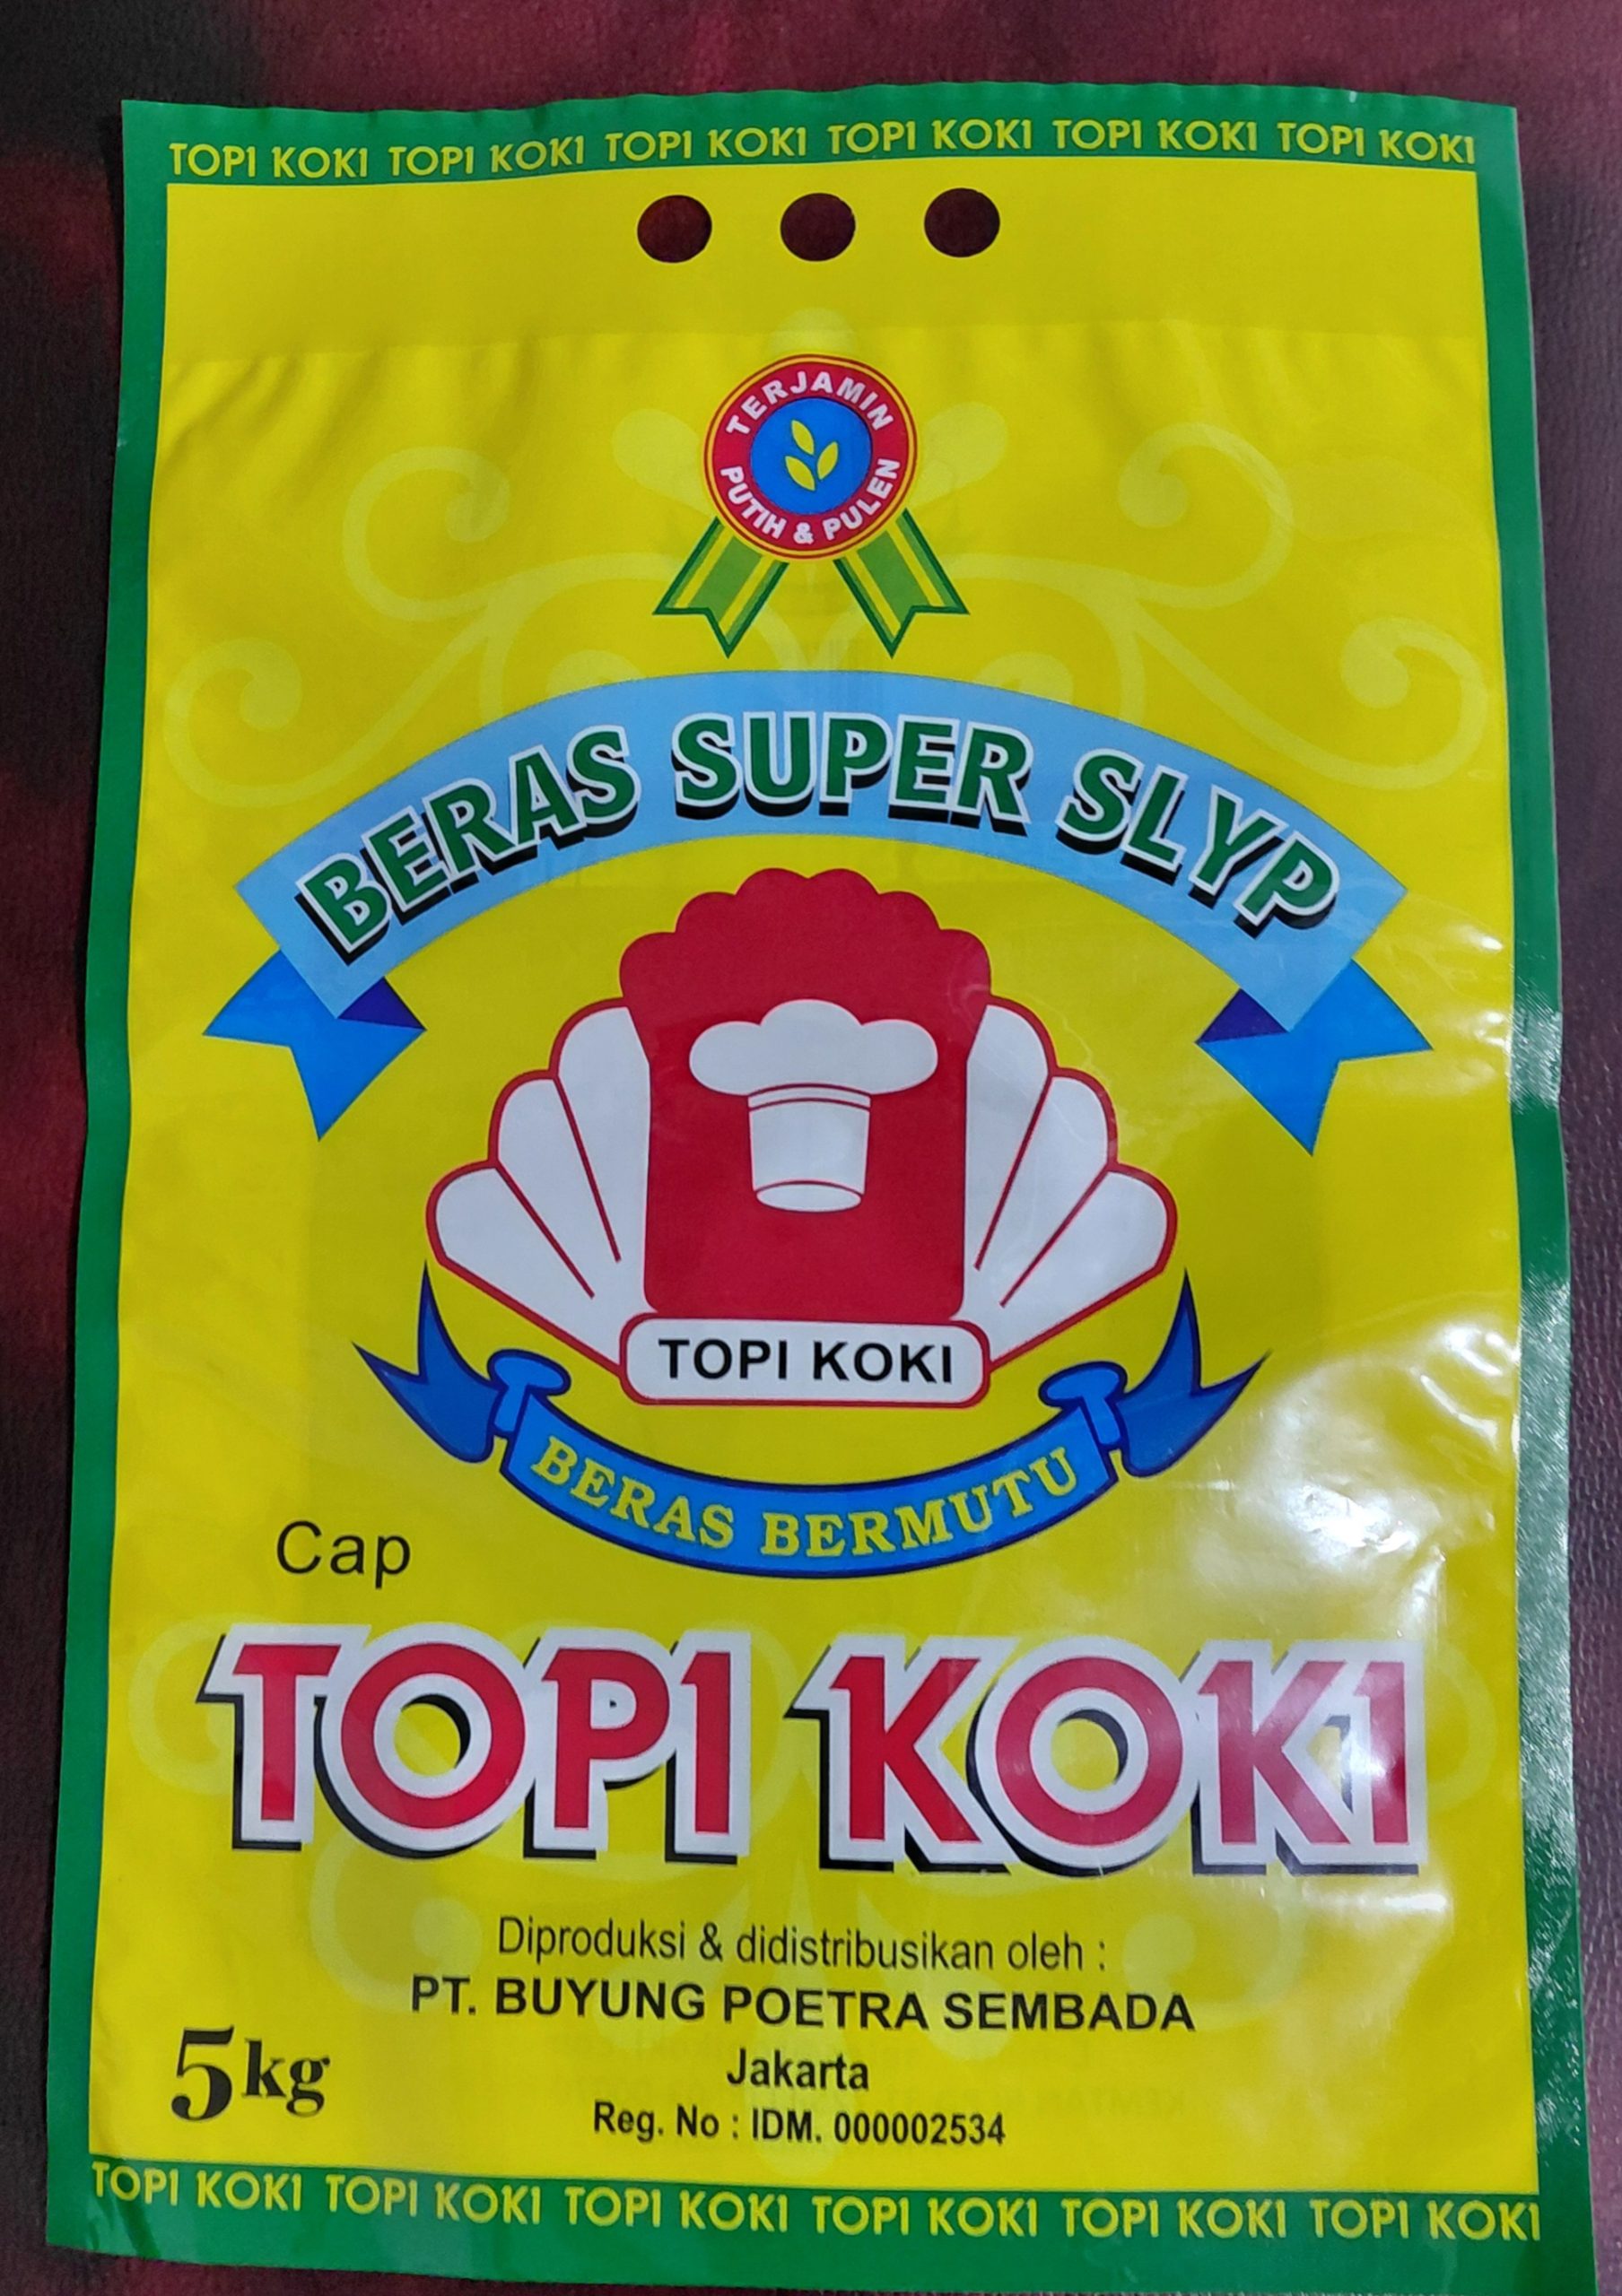 TOPI KOKI TOPI KOKI TOPI KOKI TOPI KOKI TOPI KOKI TOPI KOKI
TERJAMIN
PUTIH & PULEN
BERAS SUPER SLYP
TOPI KOKI
BERAS BERMUTU
Cap
TOPI KOKI
Diproduksi & didistribusikan oleh :
PT. BUYUNG POETRA SEMBADA
Jakarta
Reg. No : IDM. 000002534
5kg
TOPI KOKI TOPI KOKI TOPI KOKI TOPI KOKI TOPI KOKI TOPI KOKI